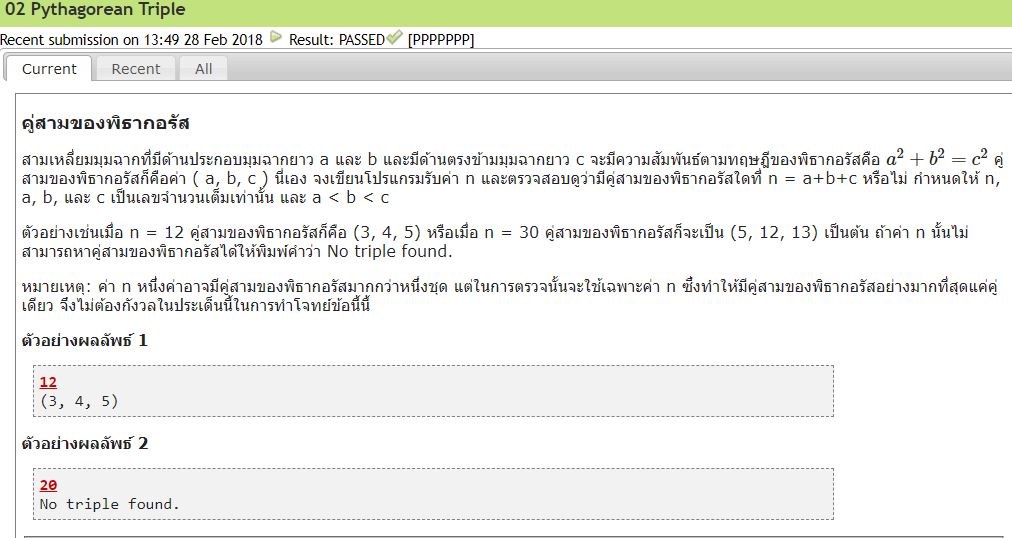 02 Pythagorean Triple
Recent submission on 13:49 28 Feb 2018 Result: PASSED [PPPPPPP]
Current Recent All
คู่สามของพิธากอรัส
สามเหลี่ยมมุมฉากที่มีด้านประกอบมุมฉากยาว a และ b และมีด้านตรงข้ามมุมฉากยาว c จะมีความสัมพันธ์ตามทฤษฎีของพิธากอรัสคือ a² + b² = c² คู่
สามของพิธากอรัสก็คือค่า ( a, b, c ) นี่เอง จงเขียนโปรแกรมรับค่า n และตรวจสอบดูว่ามีคู่สามของพิธากอรัสใดที่ n = a+b+c หรือไม่ กำหนดให้ n,
a, b, และ c เป็นเลขจำนวนเต็มเท่านั้น และ a < b < c
ตัวอย่างเช่นเมื่อ n = 12 คู่สามของพิธากอรัสก็คือ (3, 4, 5) หรือเมื่อ n = 30 คู่สามของพิธากอรัสก็จะเป็น (5, 12, 13) เป็นต้น ถ้าค่า n นั้นไม่
สามารถหาคู่สามของพิธากอรัสได้ให้พิมพ์คำว่า No triple found.
หมายเหตุ: ค่า n หนึ่งค่าอาจมีคู่สามของพิธากอรัสมากกว่าหนึ่งชุด แต่ในการตรวจนั้นจะใช้เฉพาะค่า n ซึ่งทำให้มีคู่สามของพิธากอรัสอย่างมากที่สุดแค่คู่
เดียว จึงไม่ต้องกังวลในประเด็นนี้ในการทำโจทย์ข้อนี้นี้
ตัวอย่างผลลัพธ์ 1
12
(3, 4, 5)
ตัวอย่างผลลัพธ์ 2
20
No triple found.